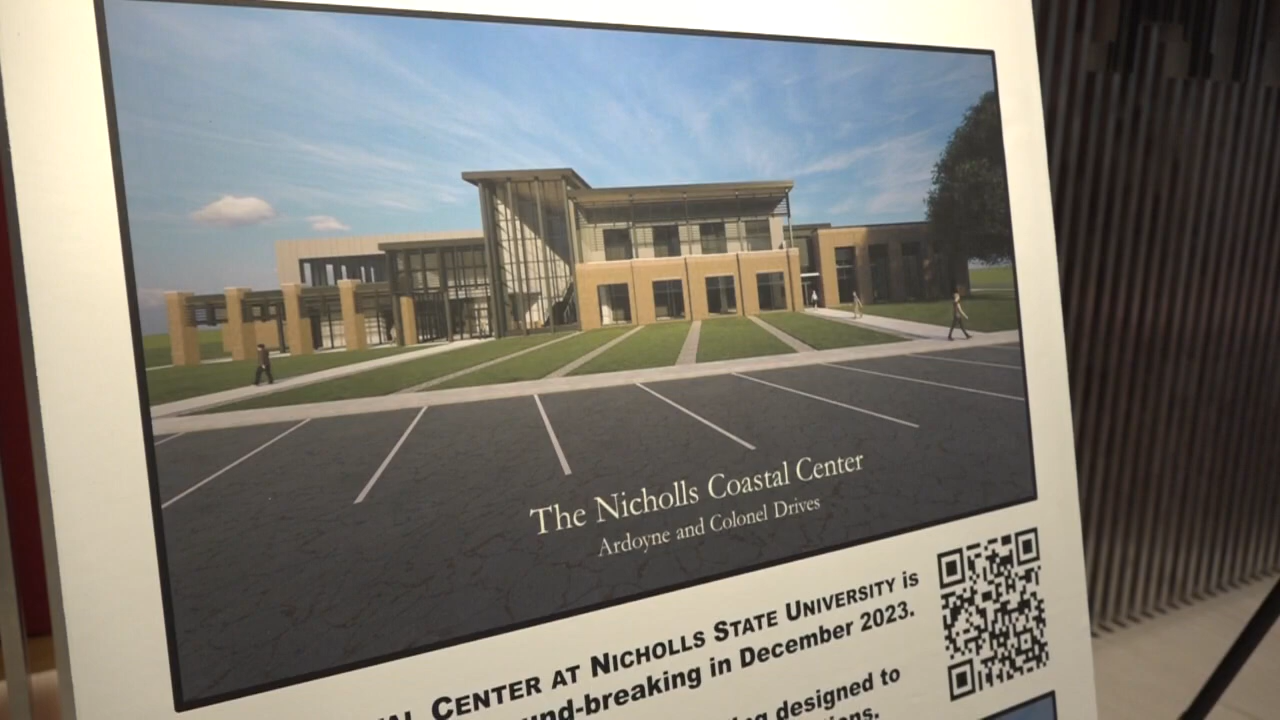 The Nicholls Coastal Center
Ardoyne and Colonel Drives
Center at Nicholls State University is
-breaking in December 2023.
designed to